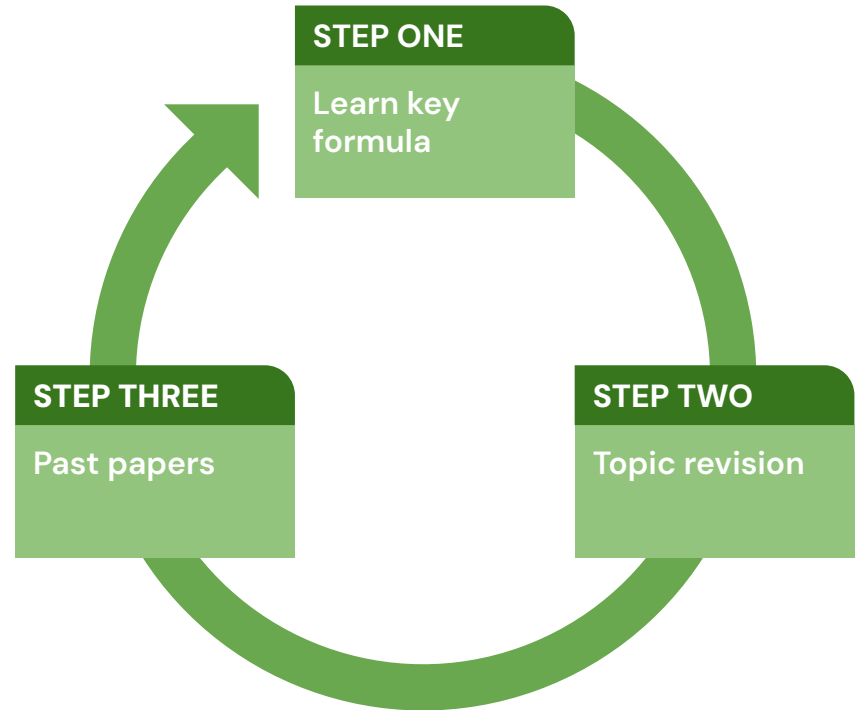 STEP ONE
Learn key
formula
STEP TWO
Topic revision
STEP THREE
Past papers